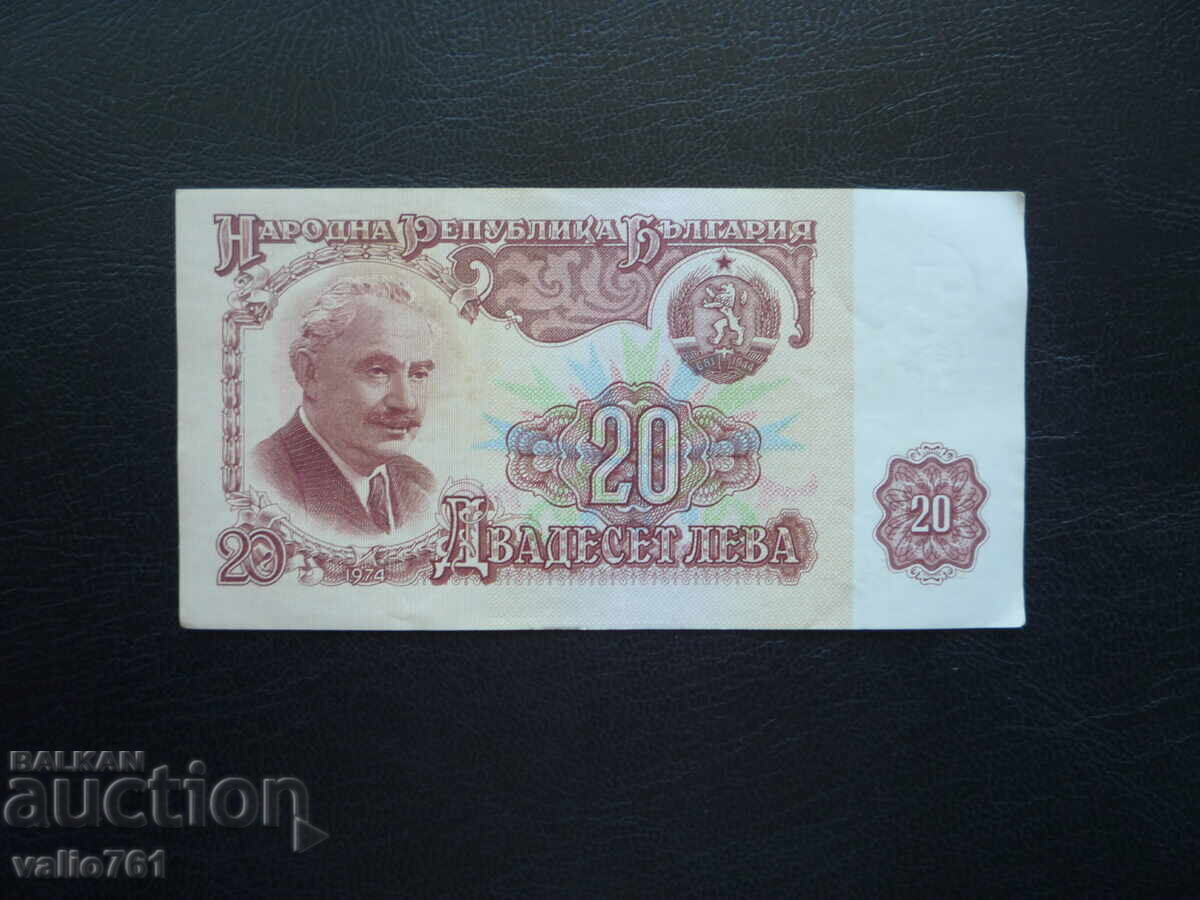 Народна Република България
20
20
20 1974
Двадесет лева
BALKAN
auction
valio761